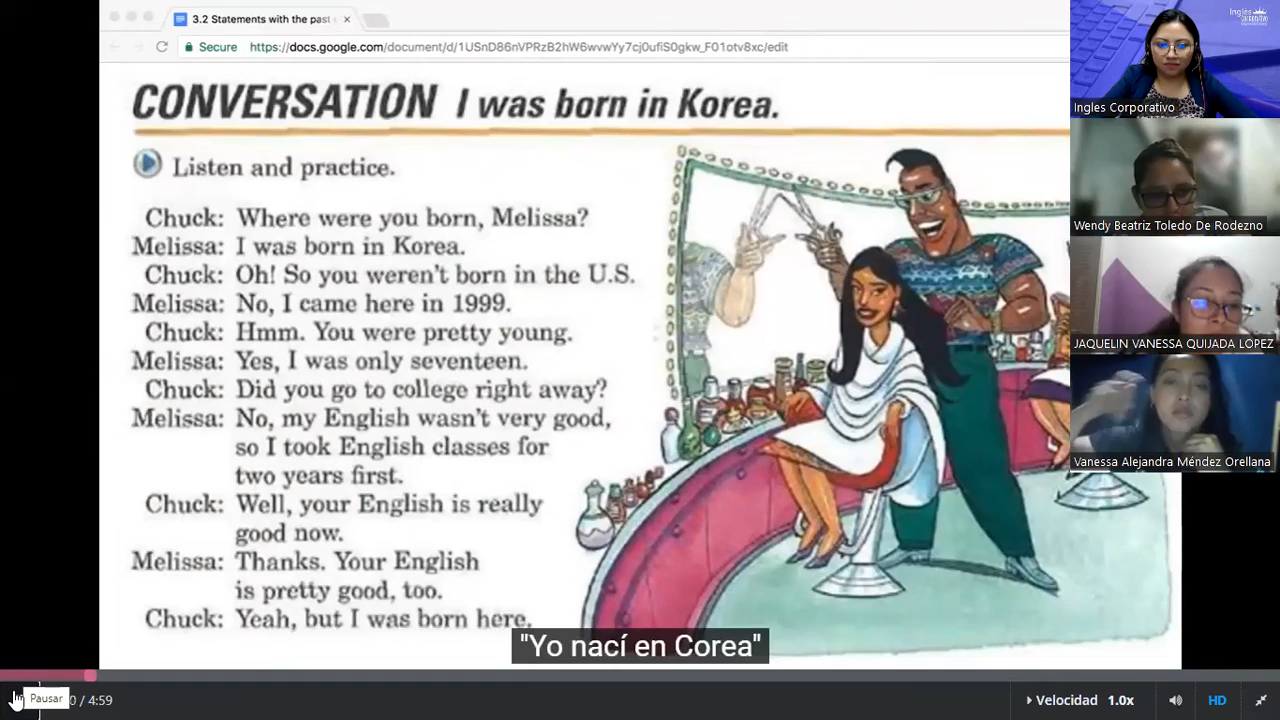 3.2 Statements with the past
Secure
https://docs.google.com/document/d/1USnD86nVPRzB2hW6wvwYy7cj0ufiS0gkw_F01otv8xc/edit
CONVERSATION I was born in Korea.
Listen and practice.
Chuck: Where were you born, Melissa?
Melissa: I was born in Korea.
Chuck: Oh! So you weren't born in the U.S.
Melissa: No, I came here in 1999.
Chuck: Hmm. You were pretty young.
Melissa: Yes, I was only seventeen.
Chuck: Did you go to college right away?
Melissa: No, my English wasn't very good,
so I took English classes for
two years first.
Chuck: Well, your English is really
good now.
Melissa: Thanks. Your English
is pretty good, too.
Chuck: Yeah, but I was born here.
"Yo nací en Corea"
Pausar
0 / 4:59
Velocidad 1.0x
HD
Ingles
Ingles Corporativo
Wendy Beatriz Toledo De Rodezno
JAQUELIN VANESSA QUIJADA LOPEZ
Vanessa Alejandra Méndez Orellana